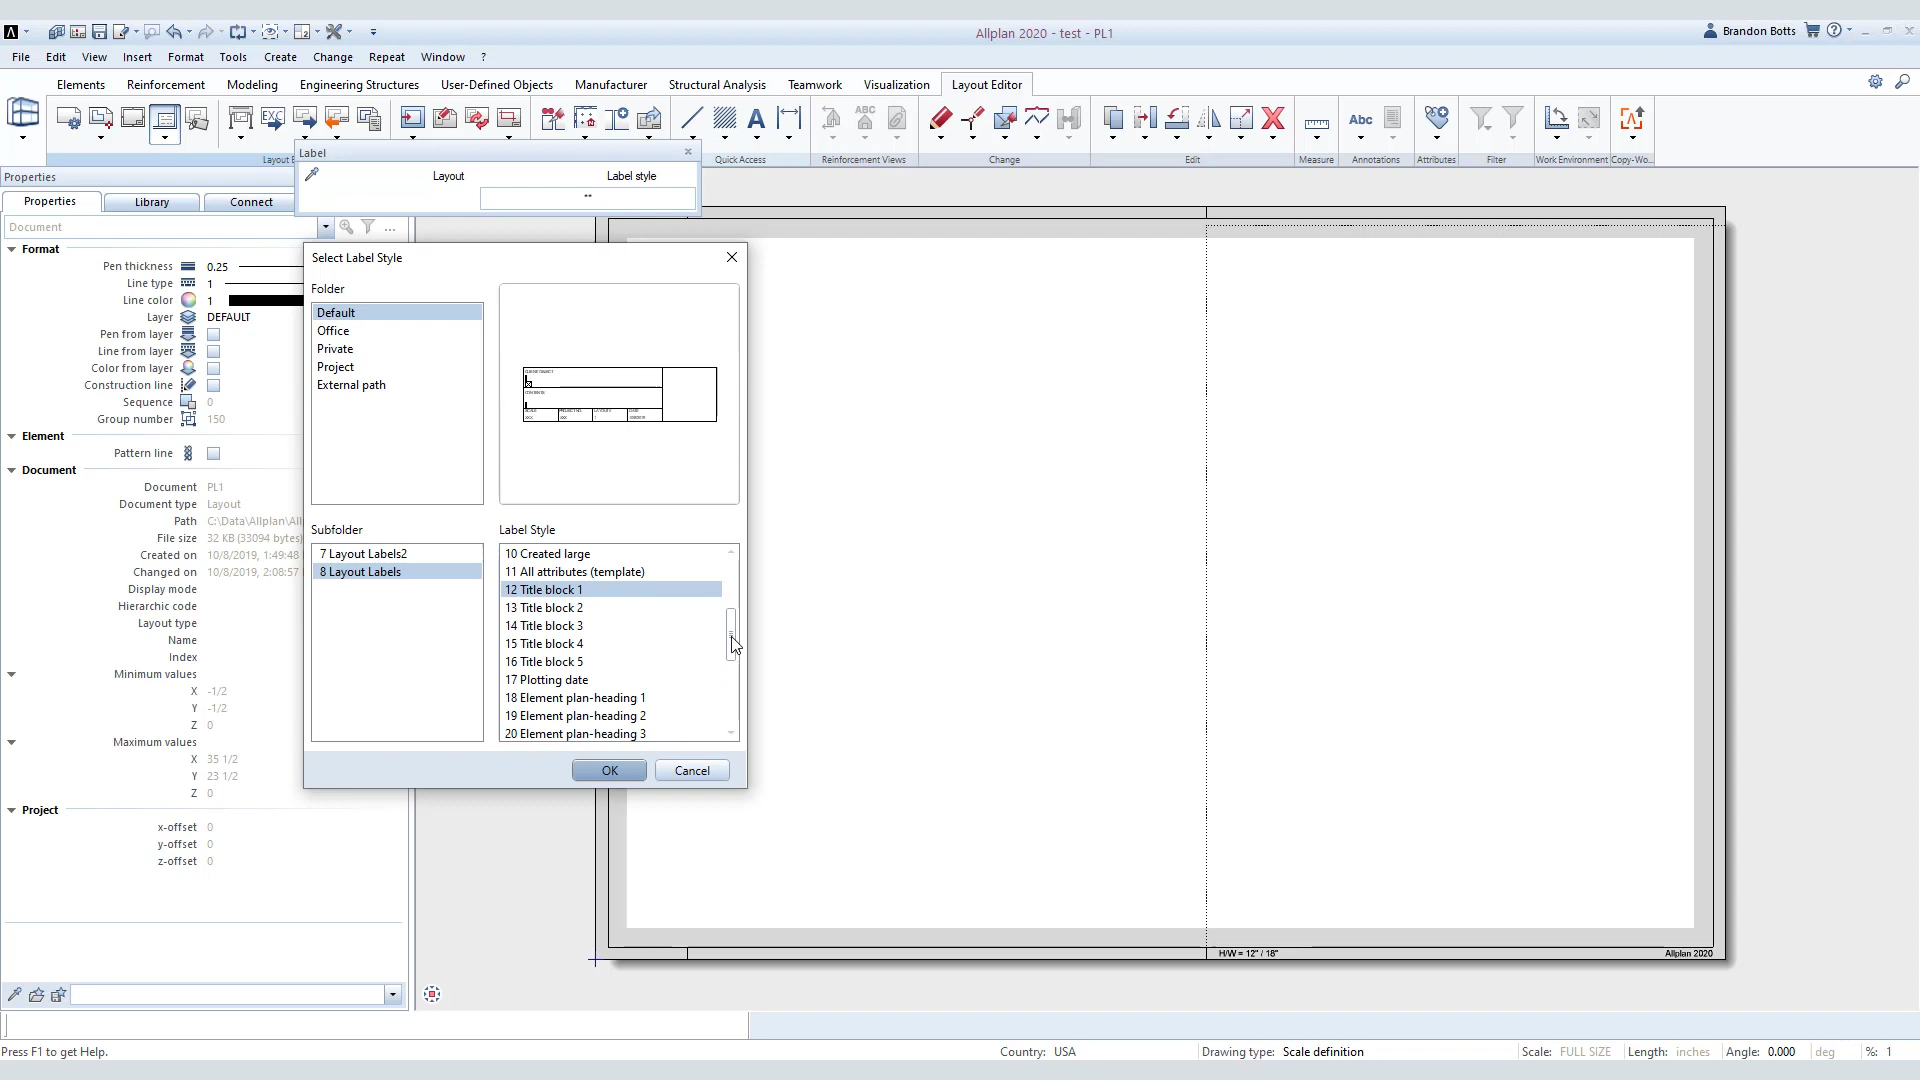 Allplan 2020 - test - PL1
Brandon Botts
File Edit View Insert Format Tools Create Change Repeat Window ?
Elements Reinforcement Modeling Engineering Structures User-Defined Objects Manufacturer Structural Analysis Teamwork Visualization Layout Editor
EXC
ABC
Abc
Layout E
Quick Access Reinforcement Views Change Edit Measure Annotations Attributes Filter Work Environment Copy-Wo...
Label
Layout Label style
""
Properties
Properties Library Connect
Document
Format
Pen thickness 0.25
Line type 1
Line color 1
Layer DEFAULT
Pen from layer
Line from layer
Color from layer
Construction line
Sequence 0
Group number 150
Element
Pattern line
Document
Document PL1
Document type Layout
Path C:\Data\Allplan\All
File size 32 KB (33094 bytes)
Created on 10/8/2019, 1:49:48
Changed on 10/8/2019, 2:08:57
Display mode
Hierarchic code
Layout type
Name
Index
Minimum values
X -1/2
Y -1/2
Z 0
Maximum values
X 35 1/2
Y 23 1/2
Z 0
Project
x-offset 0
y-offset 0
z-offset 0
Select Label Style
Folder
Default
Office
Private
Project
External path
CONTENTS
SCALE PROJECT NO. LAYOUT# DATE
Subfolder
7 Layout Labels2
8 Layout Labels
Label Style
10 Created large
11 All attributes (template)
12 Title block 1
13 Title block 2
14 Title block 3
15 Title block 4
16 Title block 5
17 Plotting date
18 Element plan-heading 1
19 Element plan-heading 2
20 Element plan-heading 3
OK Cancel
H/W = 12" / 18"
Allplan 2020
Press F1 to get Help.
Country: USA
Drawing type: Scale definition
Scale: FULL SIZE Length: inches Angle: 0.000 deg %: 1